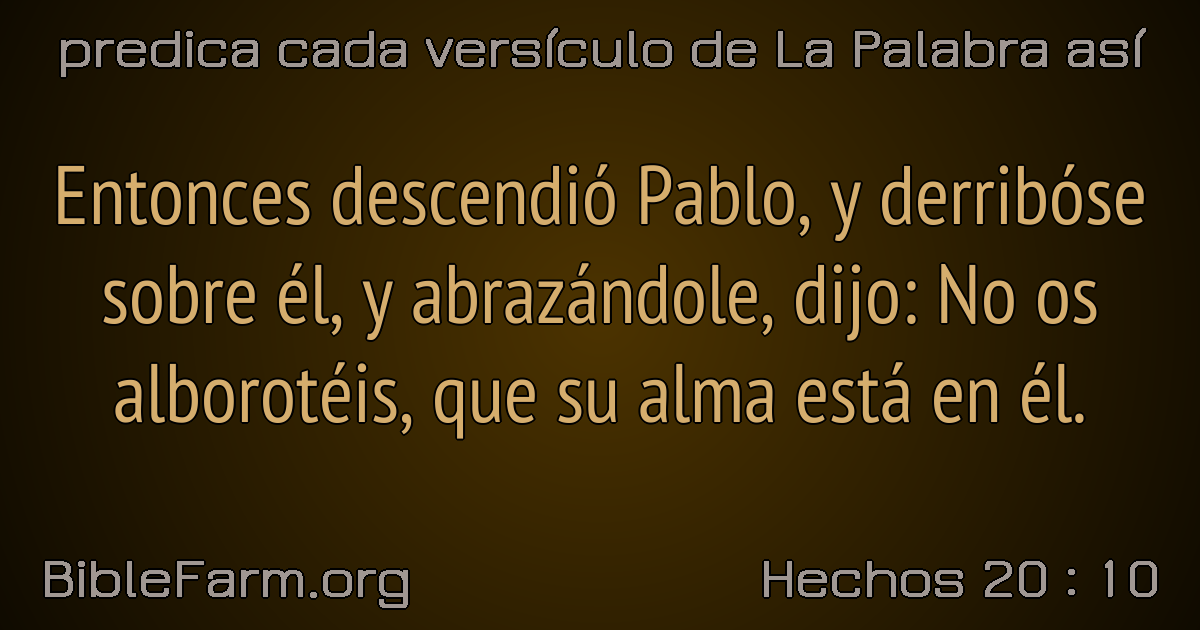 predica cada versículo de La Palabra así
Entonces descendió Pablo, y derribóse
sobre él, y abrazándole, dijo: No os
alborotéis, que su alma está en él.
BibleFarm.org
Hechos 20 : 10